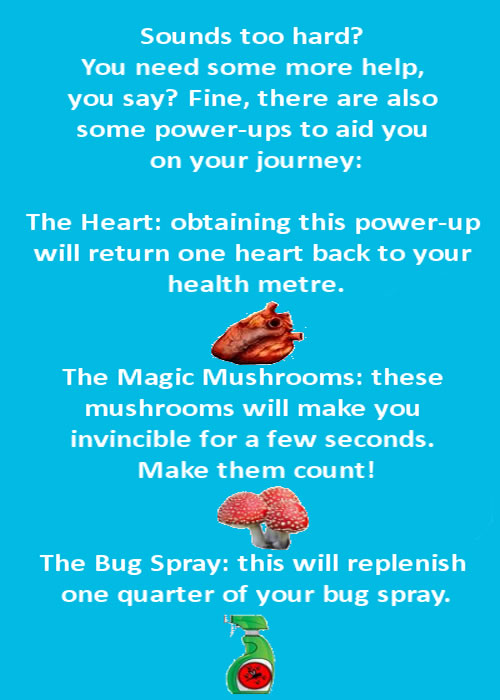 Sounds too hard?
You need some more help,
you say? Fine, there are also
some power-ups to aid you
on your journey:
The Heart: obtaining this power-up
will return one heart back to your
health metre.
The Magic Mushrooms: these
mushrooms will make you
invincible for a few seconds.
Make them count!
The Bug Spray: this will replenish
one quarter of your bug spray.